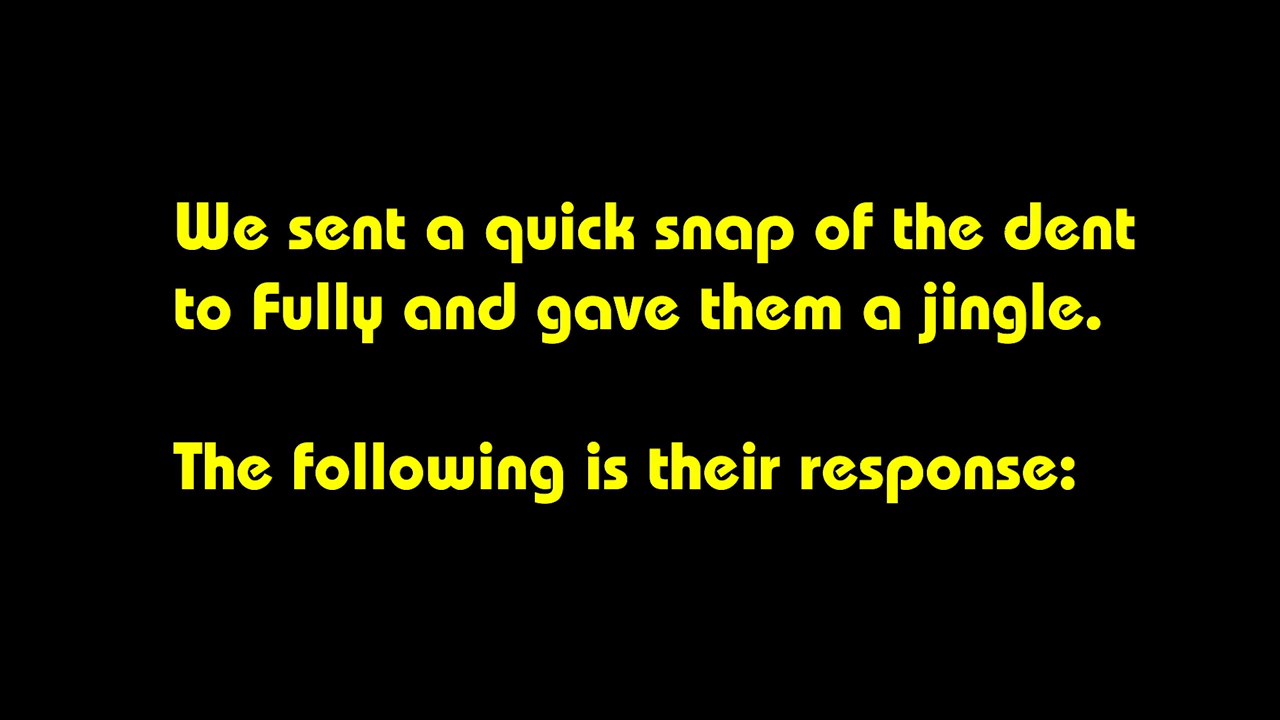 We sent a quick snap of the dent
to Fully and gave them a jingle.
The following is their response: